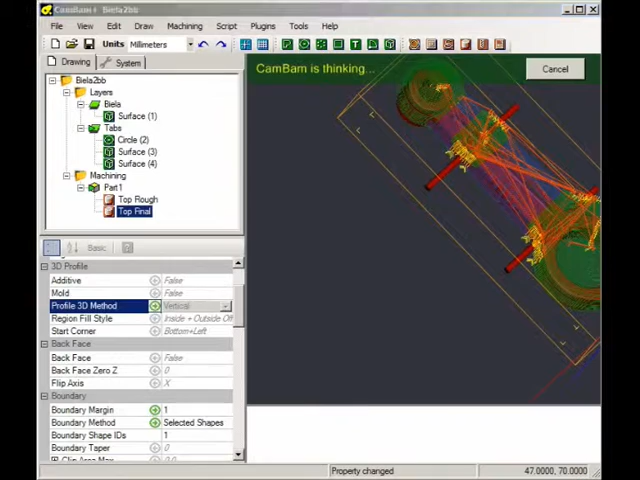 CamBam+ Biela2bb
File View Edit Draw Machining Script Plugins Tools Help
Units Millimeters
Drawing System
CamBam is thinking...
Cancel
Biela2bb
Layers
Biela
Surface (1)
Tabs
Circle (2)
Surface (3)
Surface (4)
Machining
Part1
Top Rough
Top Final
Basic
3D Profile
Additive False
Mold False
Profile 3D Method Vertical
Region Fill Style Inside + Outside Off
Start Corner Bottom+Left
Back Face
Back Face False
Back Face Zero Z 0
Flip Axis X
Boundary
Boundary Margin 1
Boundary Method Selected Shapes
Boundary Shape IDs 1
Boundary Taper 0
Clip Area Max
Property changed
47.0000, 70.0000